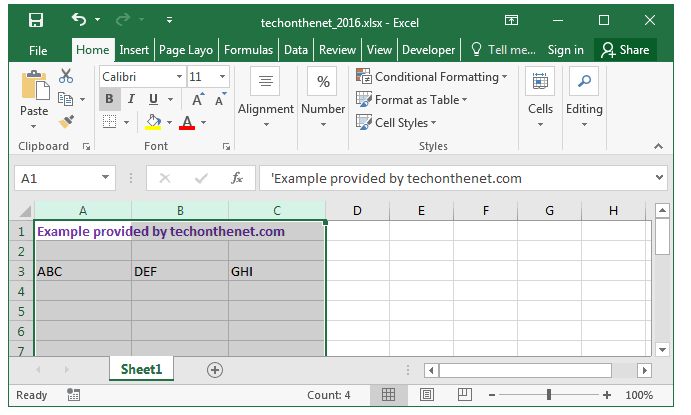 techonthenet_2016.xlsx - Excel
File Home Insert Page Layo Formulas Data Review View Developer Tell me... Sign in Share
Calibri 11
Paste
B I U A A
A
Alignment
%
Number
Conditional Formatting
Format as Table
Cell Styles
Cells
Editing
Clipboard Font Styles
A1 fx 'Example provided by techonthenet.com
A B C D E F G H
1 Example provided by techonthenet.com
2
3 ABC DEF GHI
4
5
6
7
Sheet1
Ready Count: 4 100%